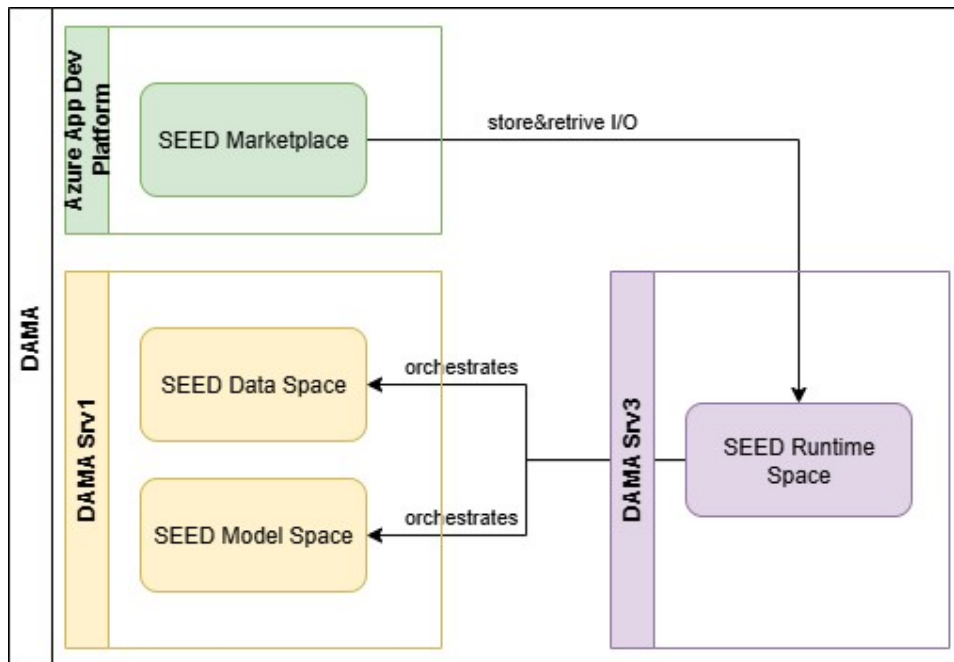 DAMA
Azure App Dev
Platform
SEED Marketplace
store&retrive I/O
DAMA Srv1
SEED Data Space
orchestrates
SEED Model Space
orchestrates
DAMA Srv3
SEED Runtime
Space